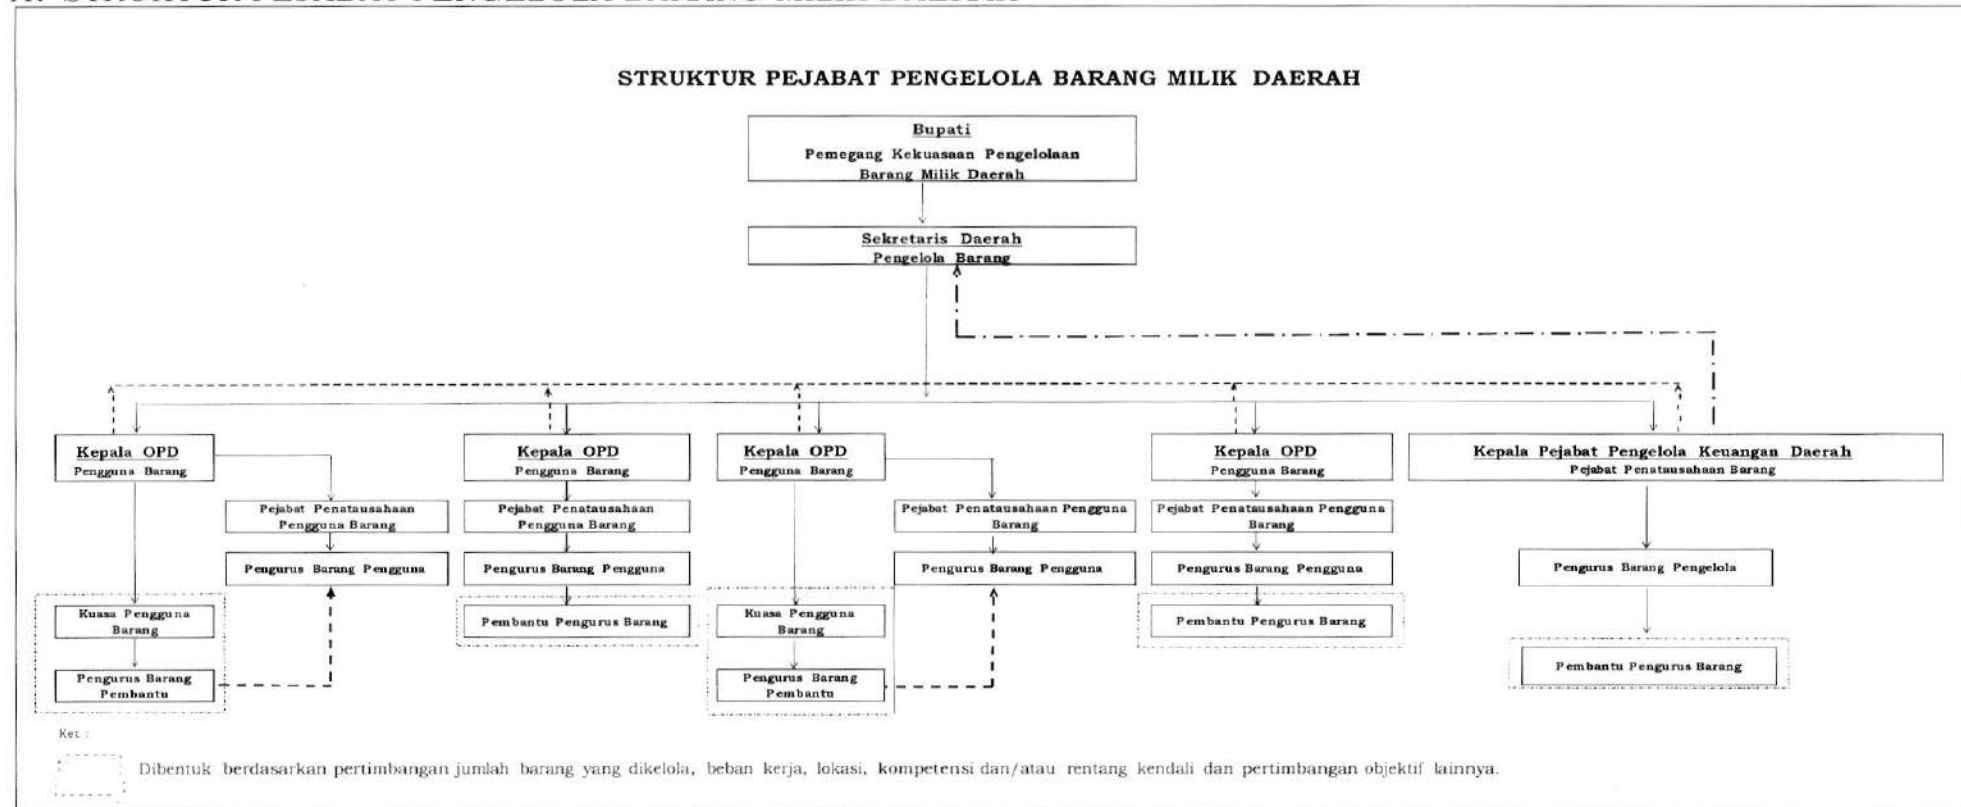 STRUKTUR PEJABAT PENGELOLA BARANG MILIK DAERAH
Bupati
Pemegang Kekuasaan Pengelolaan
Barang Milik Daerah
Sekretaris Daerah
Pengelola Barang
Kepala OPD
Pengguna Barang
Kepala OPD
Pengguna Barang
Kepala OPD
Pengguna Barang
Kepala OPD
Pengguna Barang
Kepala Pejabat Pengelola Keuangan Daerah
Pejabat Penatausahaan Barang
Pejabat Penatausahaan
Pengguna Barang
Pejabat Penatausahaan
Pengguna Barang
Pejabat Penatausahaan Pengguna
Barang
Pejabat Penatausahaan Pengguna
Barang
Pengurus Barang Pengguna
Pengurus Barang Pengguna
Pengurus Barang Pengguna
Pengurus Barang Pengguna
Pengurus Barang Pengelola
Kuasa Pengguna
Barang
Pembantu Pengurus Barang
Kuasa Pengguna
Barang
Pembantu Pengurus Barang
Pembantu Pengurus Barang
Pengurus Barang
Pembantu
Pengurus Barang
Pembantu
Ket :
Dibentuk berdasarkan pertimbangan jumlah barang yang dikelola, beban kerja, lokasi, kompetensi dan/atau rentang kendali dan pertimbangan objektif lainnya.